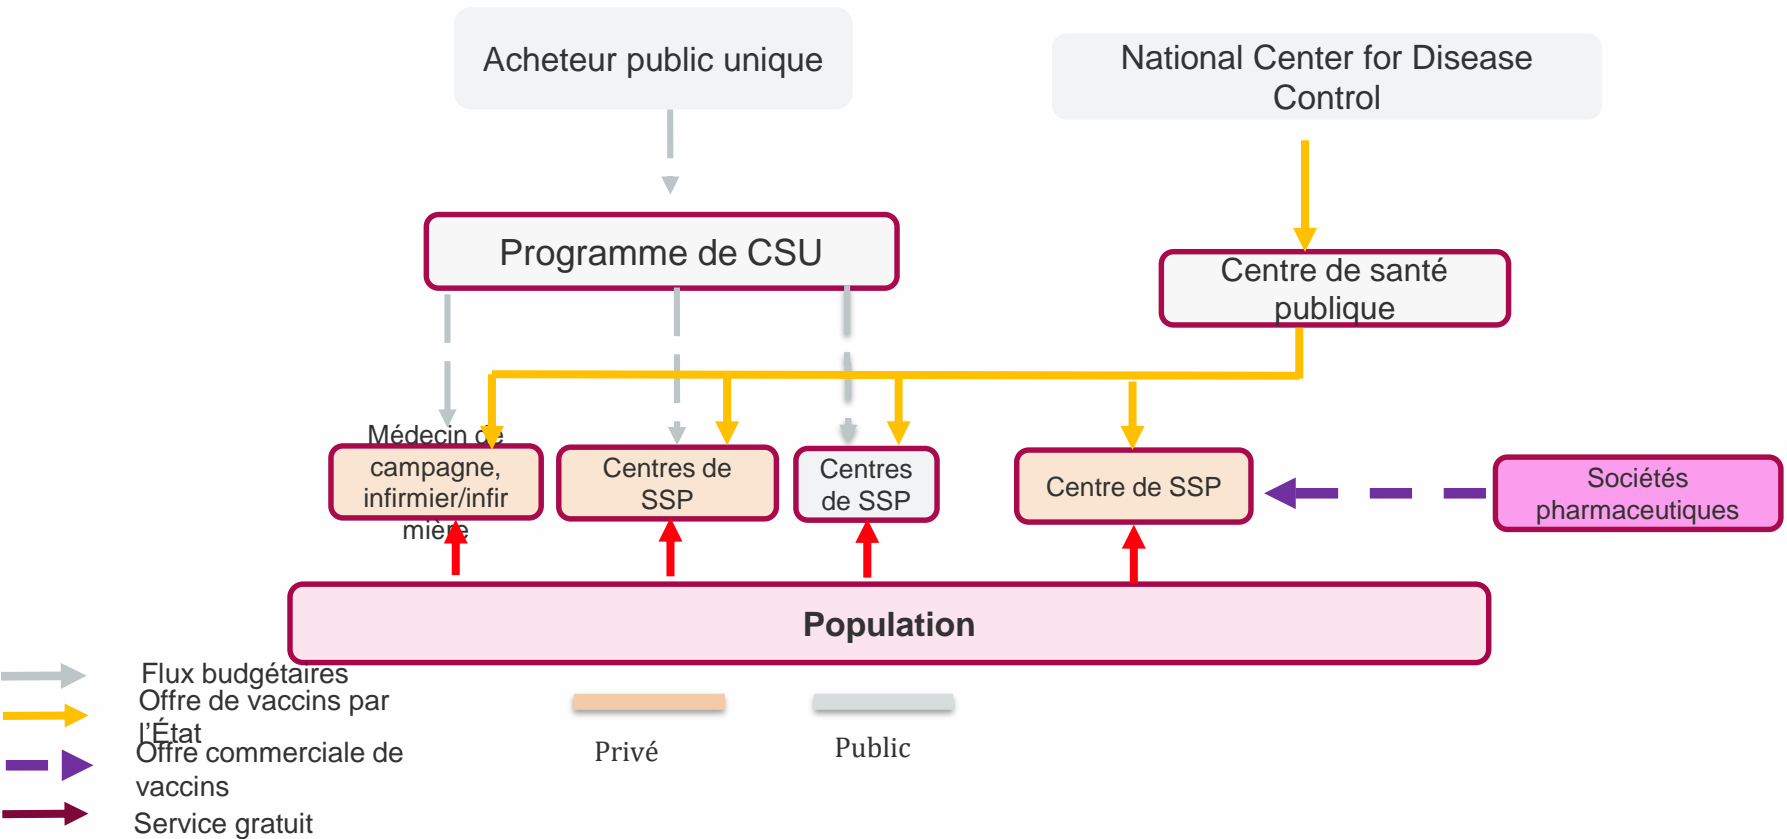 Acheteur public unique
National Center for Disease
Control
Programme de CSU
Centre de santé
publique
Médecin de
campagne,
infirmier/infir
mière
Centres de
SSP
Centres
de SSP
Centre de SSP
Sociétés
pharmaceutiques
Population
Flux budgétaires
Offre de vaccins par
l’État
Offre commerciale de
vaccins
Service gratuit
Privé
Public